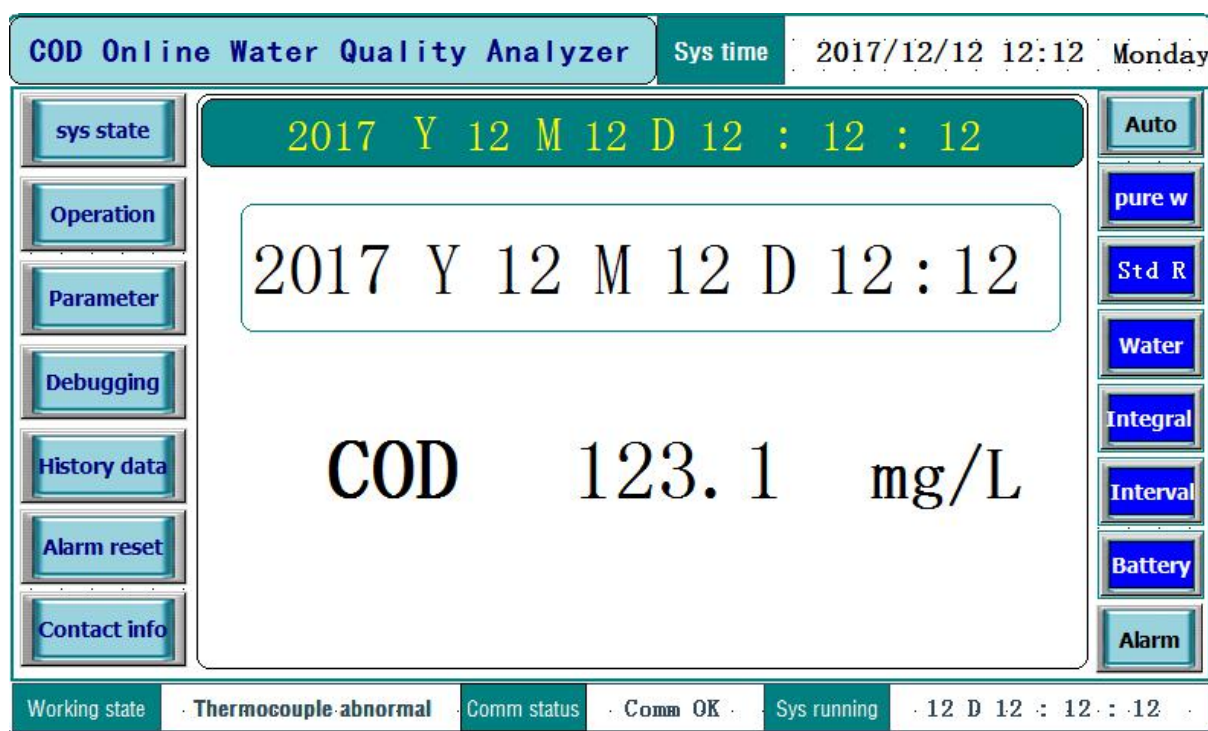 COD Online Water Quality Analyzer Sys time 2017/12/12 12:12 Monday
sys state
Operation
Parameter
Debugging
History data
Alarm reset
Contact info
2017 Y 12 M 12 D 12 : 12 : 12
2017 Y 12 M 12 D 12:12
COD 123.1 mg/L
Auto
pure w
Std R
Water
Integral
Interval
Battery
Alarm
Working state Thermocouple abnormal Comm status Comm OK Sys running 12 D 12 : 12 : 12